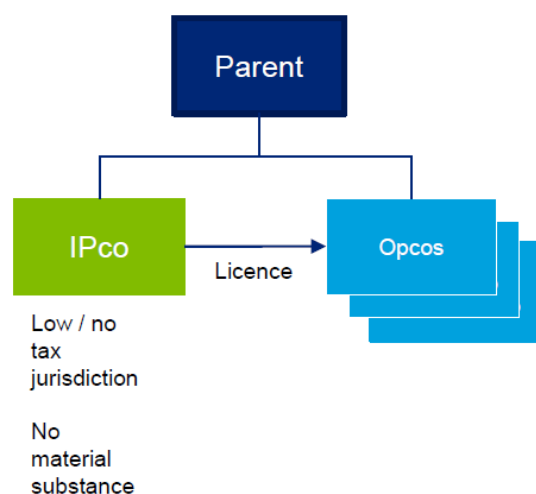 Parent
IPco
Licence
Opcos
Low / no
tax
jurisdiction
No
material
substance